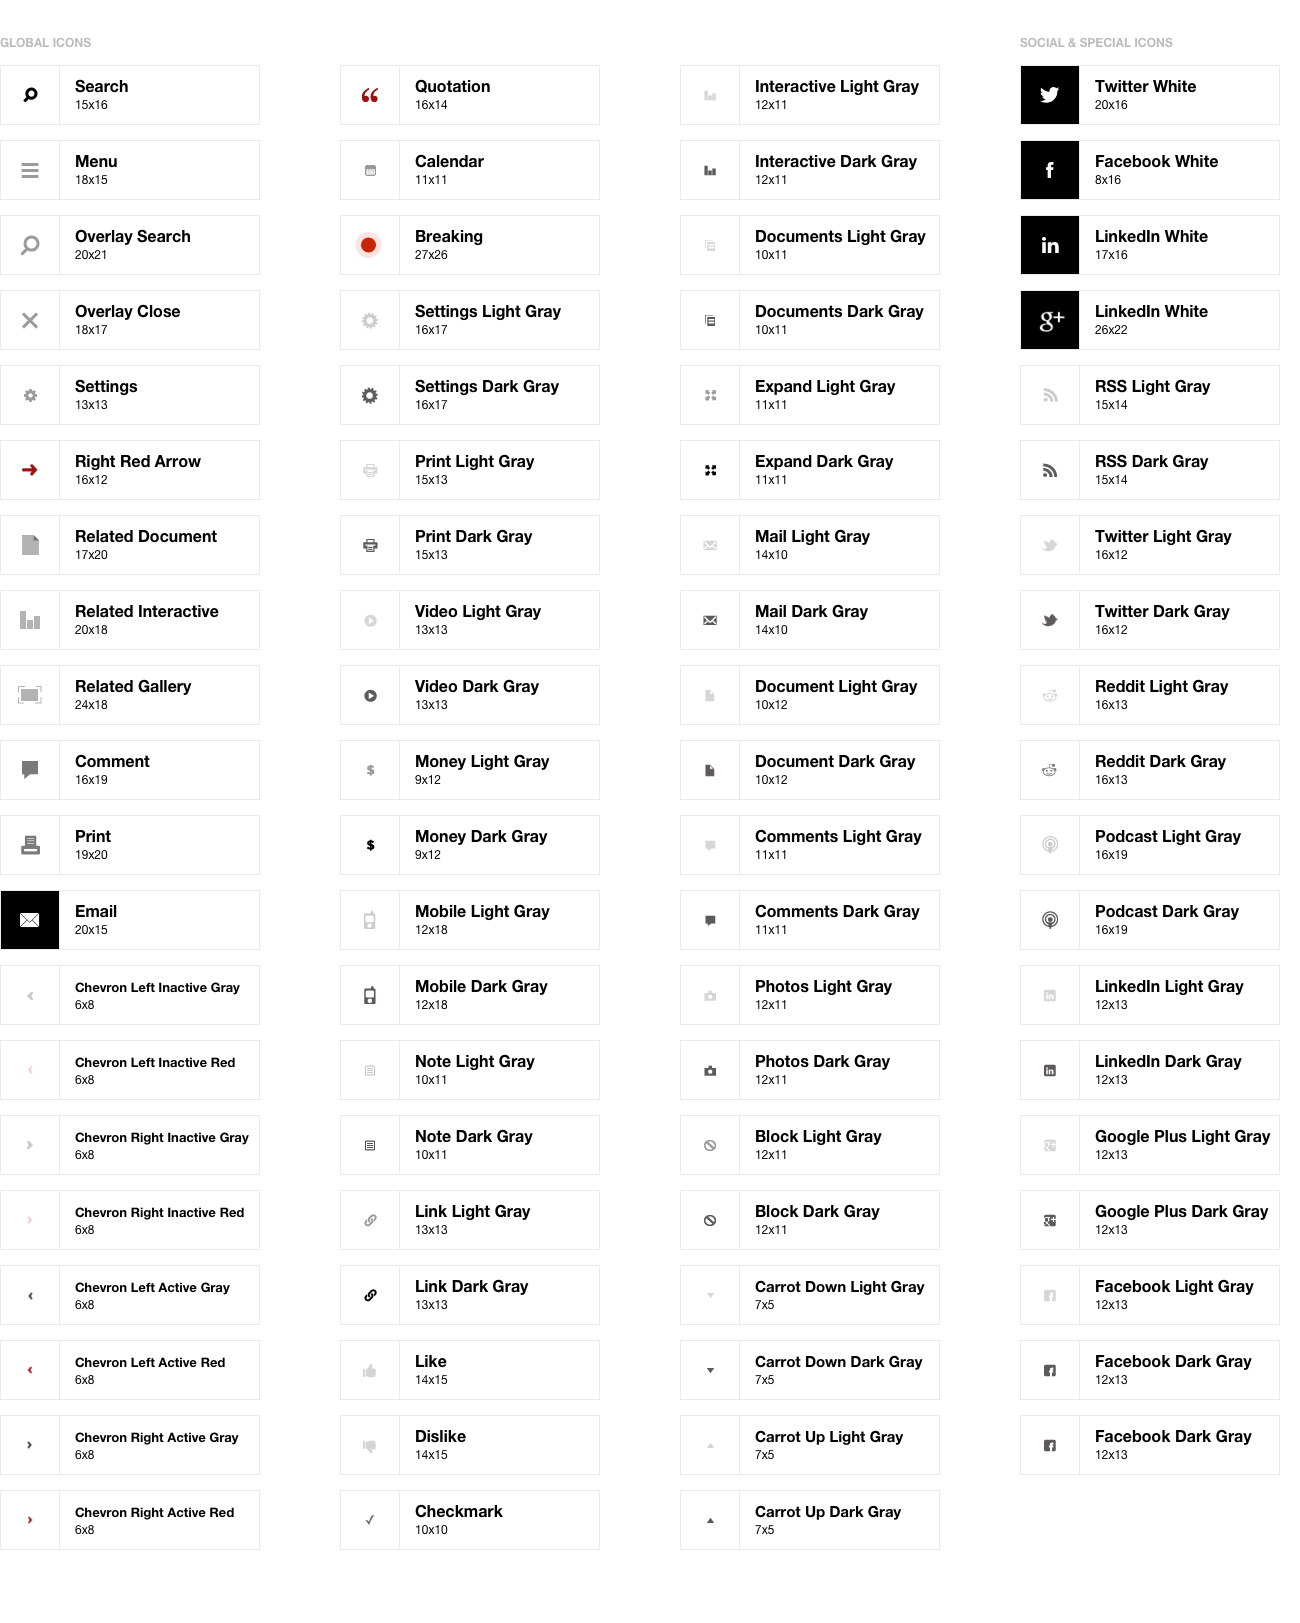 GLOBAL ICONS
Search
15x16
Menu
18x15
Overlay Search
20x21
Overlay Close
18x17
Settings
13x13
Right Red Arrow
16x12
Related Document
17x20
Related Interactive
20x18
Related Gallery
24x18
Comment
16x19
Print
19x20
Email
20x15
Chevron Left Inactive Gray
6x8
Chevron Left Inactive Red
6x8
Chevron Right Inactive Gray
6x8
Chevron Right Inactive Red
6x8
Chevron Left Active Gray
6x8
Chevron Left Active Red
6x8
Chevron Right Active Gray
6x8
Chevron Right Active Red
6x8
Quotation
16x14
Calendar
11x11
Breaking
27x26
Settings Light Gray
16x17
Settings Dark Gray
16x17
Print Light Gray
15x13
Print Dark Gray
15x13
Video Light Gray
13x13
Video Dark Gray
13x13
Money Light Gray
9x12
Money Dark Gray
9x12
Mobile Light Gray
12x18
Mobile Dark Gray
12x18
Note Light Gray
10x11
Note Dark Gray
10x11
Link Light Gray
13x13
Link Dark Gray
13x13
Like
14x15
Dislike
14x15
Checkmark
10x10
Interactive Light Gray
12x11
Interactive Dark Gray
12x11
Documents Light Gray
10x11
Documents Dark Gray
10x11
Expand Light Gray
11x11
Expand Dark Gray
11x11
Mail Light Gray
14x10
Mail Dark Gray
14x10
Document Light Gray
10x12
Document Dark Gray
10x12
Comments Light Gray
11x11
Comments Dark Gray
11x11
Photos Light Gray
12x11
Photos Dark Gray
12x11
Block Light Gray
12x11
Block Dark Gray
12x11
Carrot Down Light Gray
7x5
Carrot Down Dark Gray
7x5
Carrot Up Light Gray
7x5
Carrot Up Dark Gray
7x5
SOCIAL & SPECIAL ICONS
Twitter White
20x16
Facebook White
8x16
LinkedIn White
17x16
LinkedIn White
26x22
RSS Light Gray
15x14
RSS Dark Gray
15x14
Twitter Light Gray
16x12
Twitter Dark Gray
16x12
Reddit Light Gray
16x13
Reddit Dark Gray
16x13
Podcast Light Gray
16x19
Podcast Dark Gray
16x19
LinkedIn Light Gray
12x13
LinkedIn Dark Gray
12x13
Google Plus Light Gray
12x13
Google Plus Dark Gray
12x13
Facebook Light Gray
12x13
Facebook Dark Gray
12x13
Facebook Dark Gray
12x13